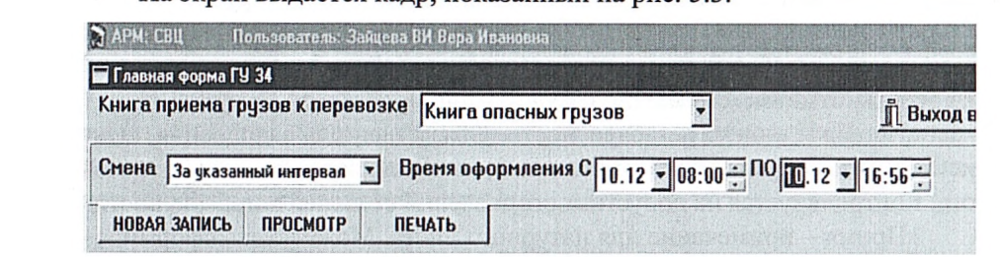 На экран выдается кадр, показанный на рис. 3.3.
АРМ: СВЦ Пользователь: Зайцева ВИ Вера Ивановна
Главная форма ГУ 34
Книга приема грузов к перевозке Книга опасных грузов Выход в
Смена За указанный интервал Время оформления С 10.12 08:00 ПО 10.12 16:56
НОВАЯ ЗАПИСЬ ПРОСМОТР ПЕЧАТЬ